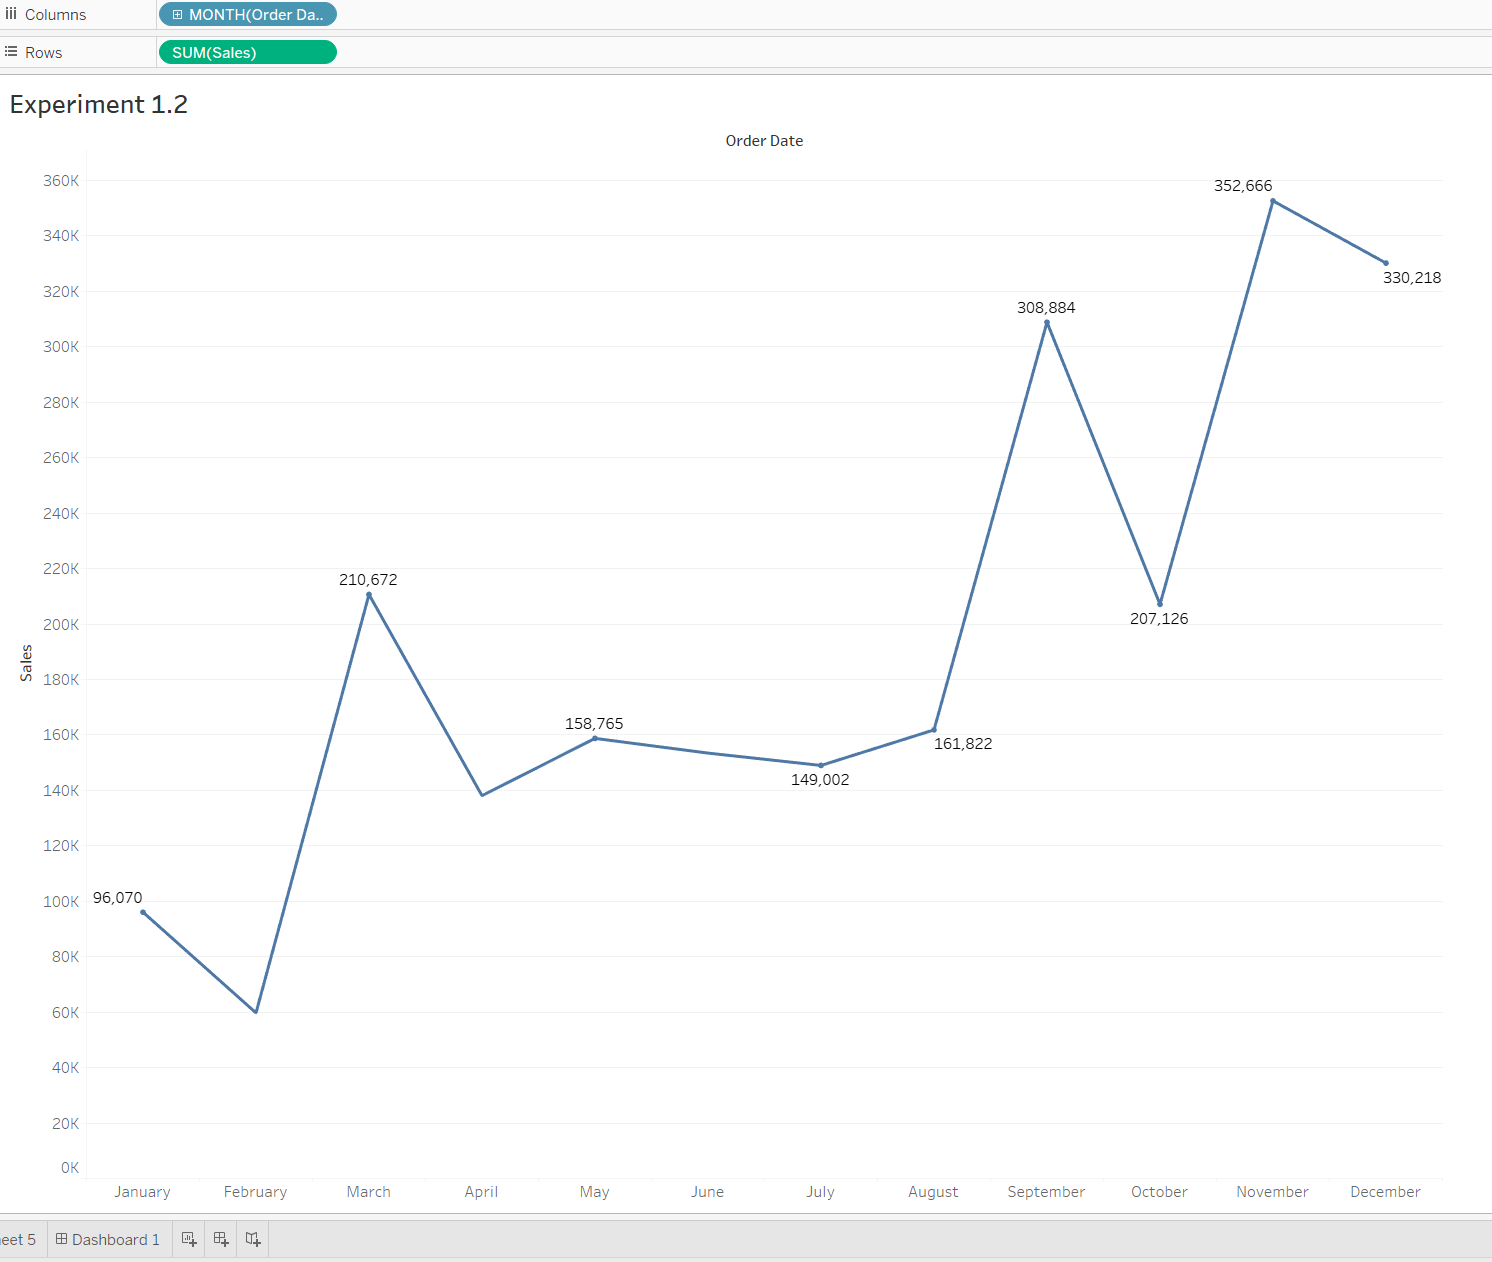 Columns
MONTH(Order Da..
Rows
SUM(Sales)
Experiment 1.2
Order Date
360K
340K
320K
300K
280K
260K
240K
220K
200K
180K
160K
140K
120K
100K
80K
60K
40K
20K
0K
Sales
96,070
210,672
158,765
149,002
161,822
308,884
207,126
352,666
330,218
January February March April May June July August September October November December
eet 5 Dashboard 1